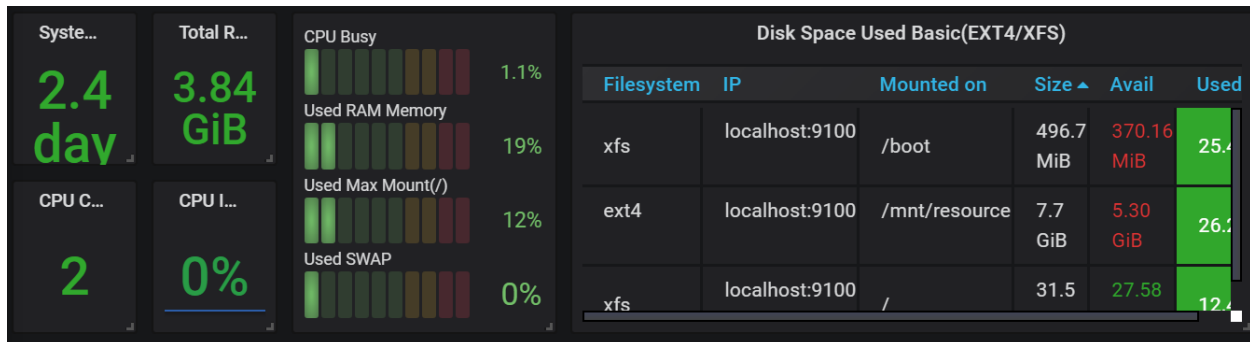 Syste...
2.4
day
Total R...
3.84
GiB
CPU C...
2
CPU I...
0%
CPU Busy
1.1%
Used RAM Memory
19%
Used Max Mount(/)
12%
Used SWAP
0%
Disk Space Used Basic(EXT4/XFS)
Filesystem IP Mounted on Size Avail Used
xfs localhost:9100 /boot 496.7 MiB 370.16 MiB 25.4
ext4 localhost:9100 /mnt/resource 7.7 GiB 5.30 GiB 26.2
xfs localhost:9100 / 31.5 27.58 12.4